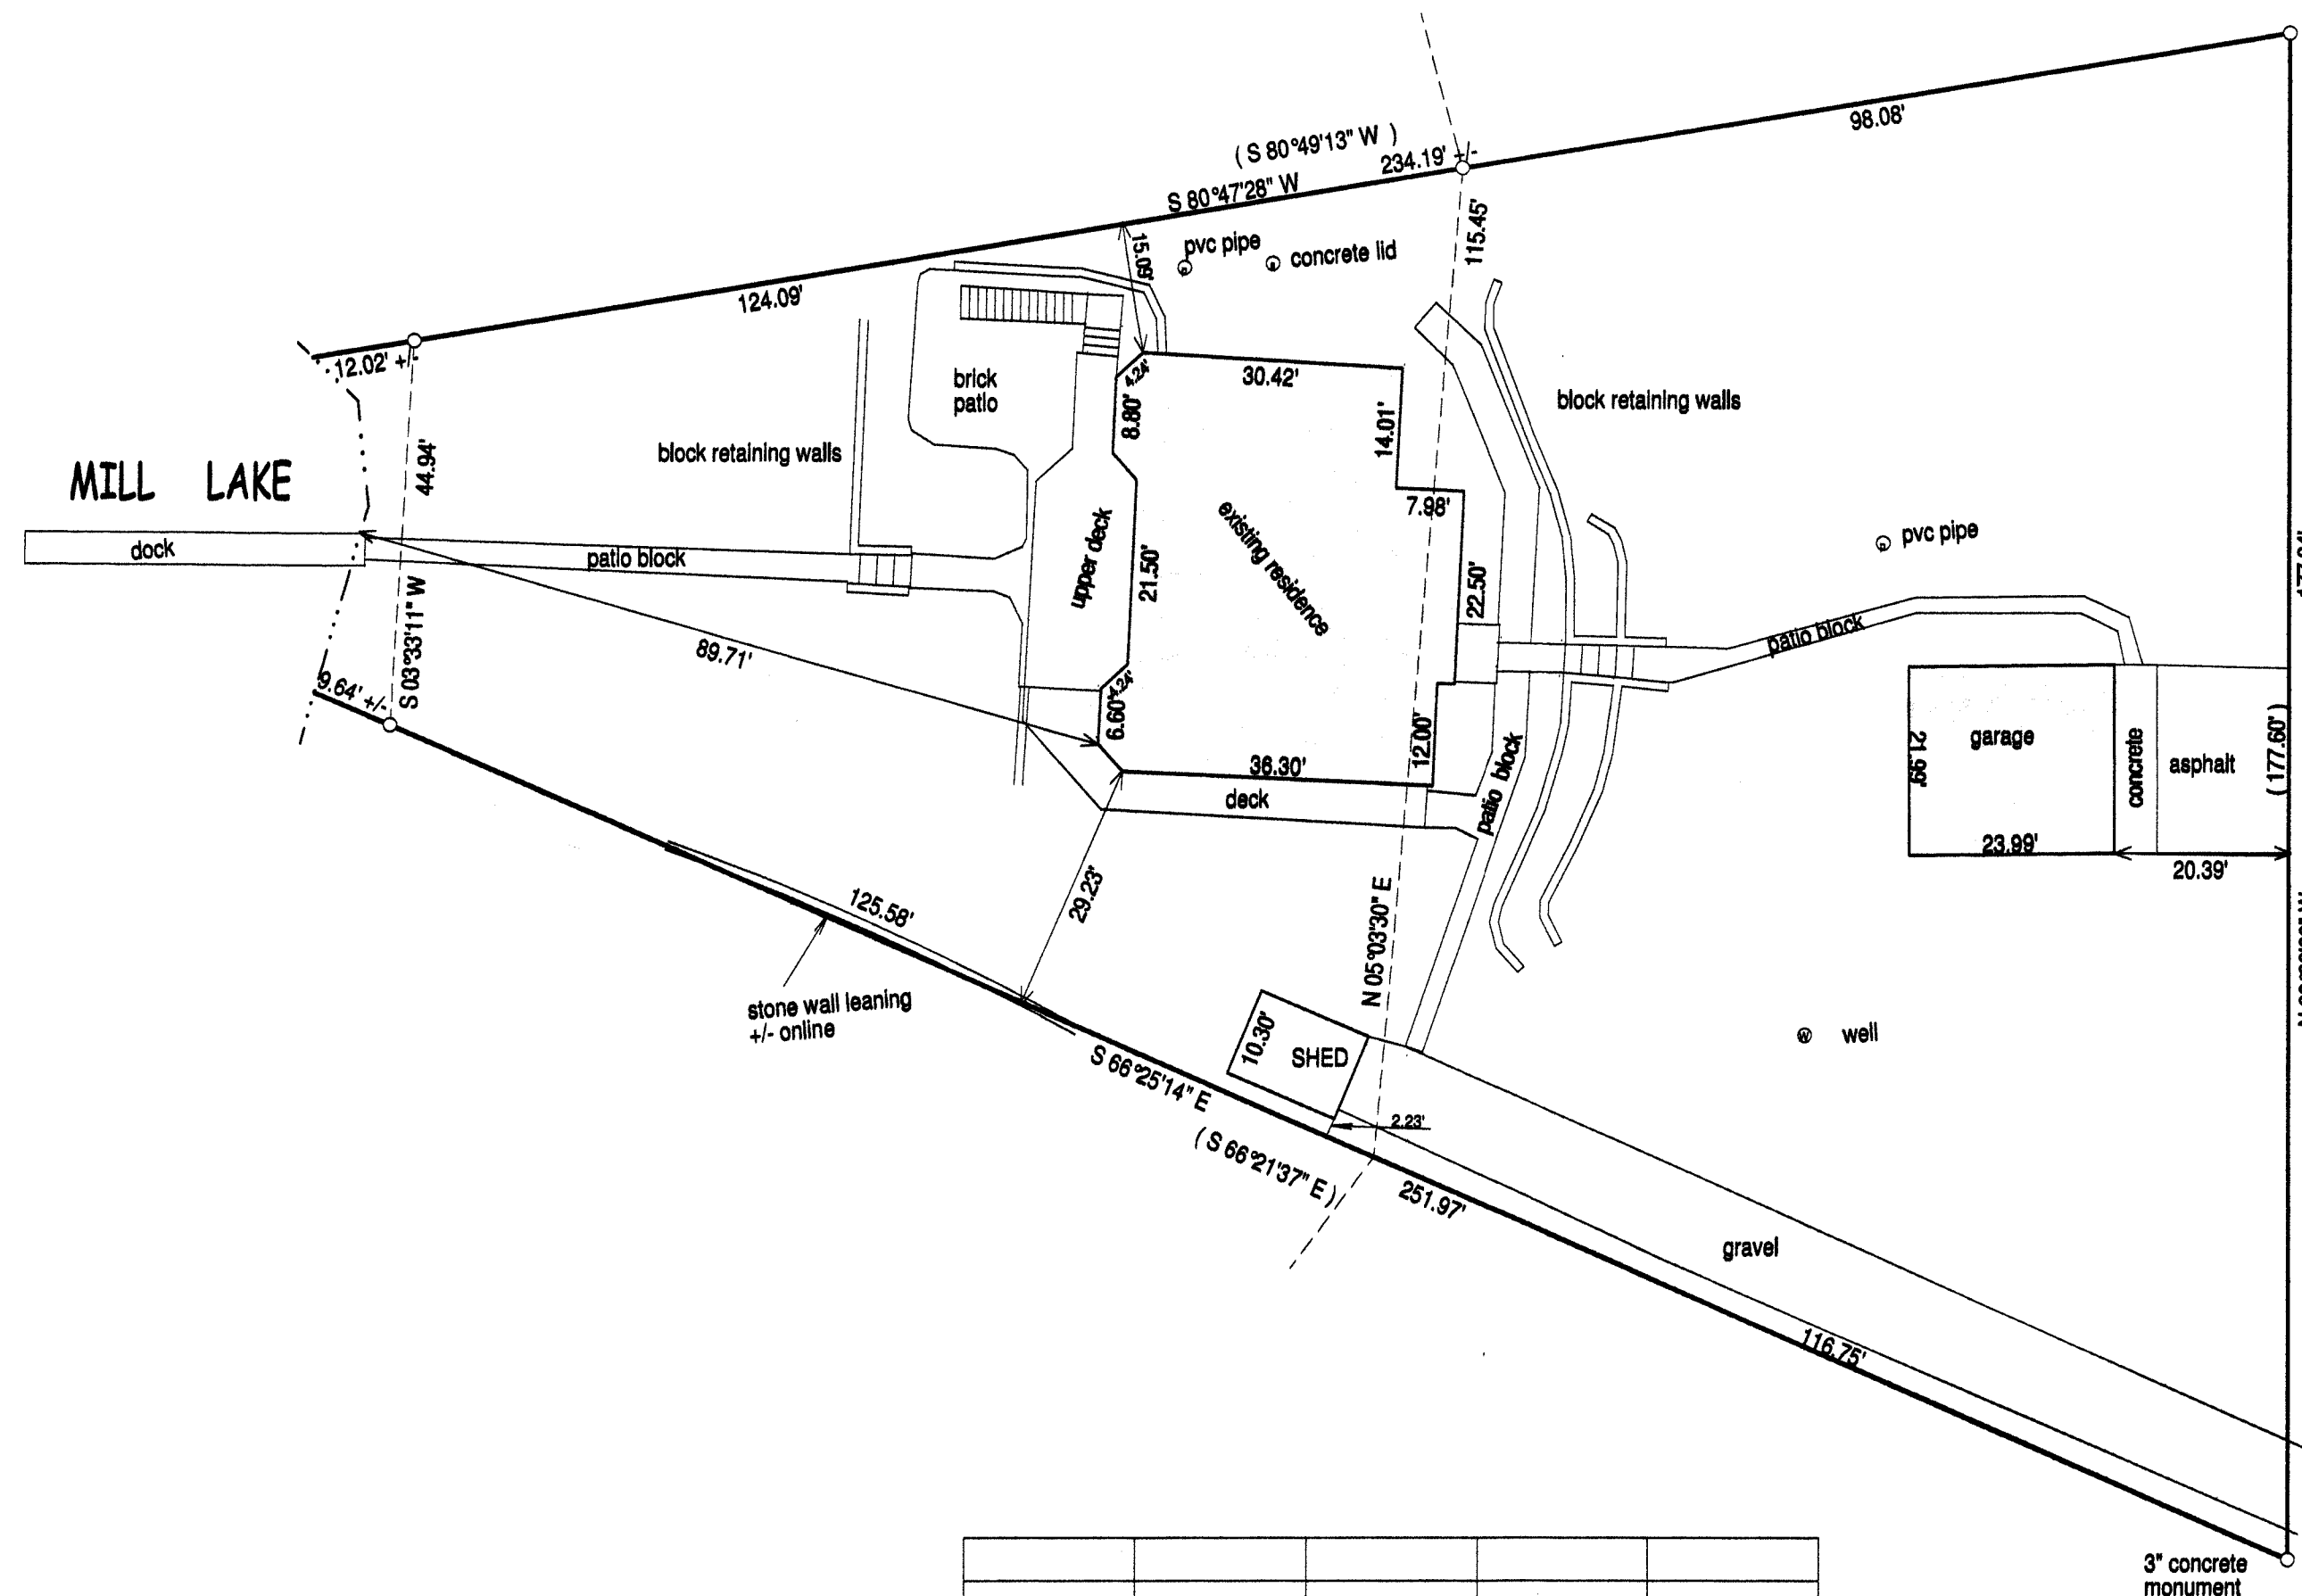 98.08'
( S 80°49'13" W )
234.19' +/-
S 80°47'28" W
115.45'
15.09'
pvc pipe
concrete lid
124.09'
12.02' +/-
brick
patio
4.24'
30.42'
8.80'
14.01'
block retaining walls
block retaining walls
44.94'
MILL LAKE
7.98'
existing residence
dock
patio block
upper deck
21.50'
22.50'
pvc pipe
S 03°33'11" W
89.71'
patio block
9.64' +/-
4.24'
6.60'
12.00'
36.30'
deck
patio block
21.99'
garage
concrete
asphalt
( 177.60' )
23.99'
20.39'
125.58'
29.23'
N 05°03'30" E
stone wall leaning
+/- online
10.30'
SHED
W
well
S 66°25'14" E
( S 66°21'37" E )
2.23'
251.97'
gravel
116.75'
3" concrete
monument